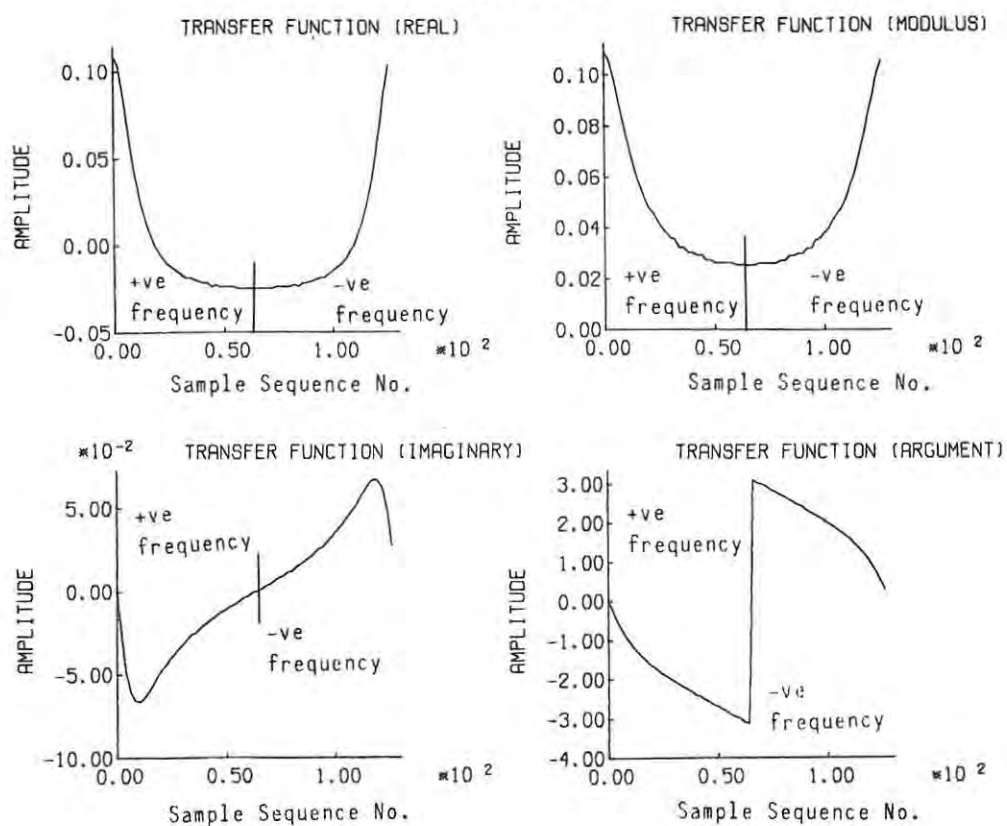 TRANSFER FUNCTION (REAL)
0.10
0.05
0.00
-0.05
AMPLITUDE
+ve
frequency
-ve
frequency
0.00 0.50 1.00 *10 2
Sample Sequence No.
TRANSFER FUNCTION (MODULUS)
0.10
0.08
0.06
0.04
0.02
0.00
AMPLITUDE
+ve
frequency
-ve
frequency
0.00 0.50 1.00 *10 2
Sample Sequence No.
*10-2 TRANSFER FUNCTION (IMAGINARY)
5.00
0.00
-5.00
-10.00
AMPLITUDE
+ve
frequency
-ve
frequency
0.00 0.50 1.00 *10 2
Sample Sequence No.
TRANSFER FUNCTION (ARGUMENT)
3.00
2.00
1.00
0.00
-1.00
-2.00
-3.00
-4.00
AMPLITUDE
+ve
frequency
-ve
frequency
0.00 0.50 1.00 *10 2
Sample Sequence No.